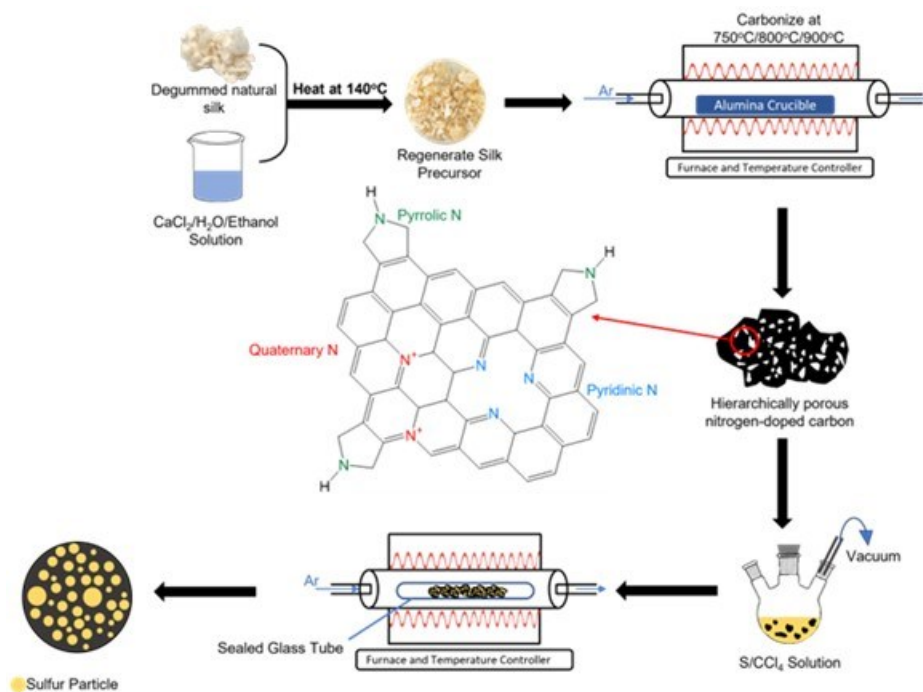 Degummed natural
silk
Heat at 140°C
CaCl₂/H₂O/Ethanol
Solution
Regenerate Silk
Precursor
Carbonize at
750°C/800°C/900°C
Ar
Alumina Crucible
Furnace and Temperature Controller
H
N
Pyrrolic N
H
N
Quaternary N
N⁺
N
N
Pyridinic N
N
N⁺
N
H
Hierarchically porous
nitrogen-doped carbon
Vacuum
S/CCl₄ Solution
Ar
Sealed Glass Tube
Furnace and Temperature Controller
Sulfur Particle